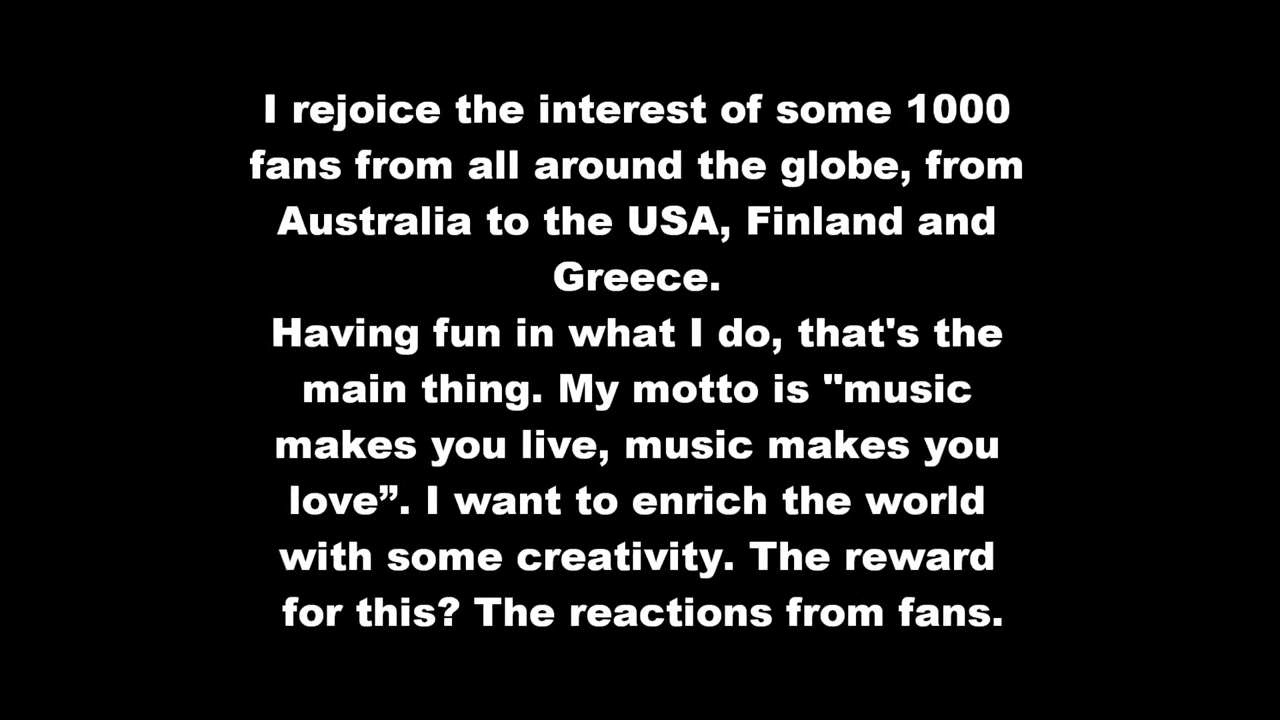 I rejoice the interest of some 1000
fans from all around the globe, from
Australia to the USA, Finland and
Greece.
Having fun in what I do, that's the
main thing. My motto is "music
makes you live, music makes you
love”. I want to enrich the world
with some creativity. The reward
for this? The reactions from fans.